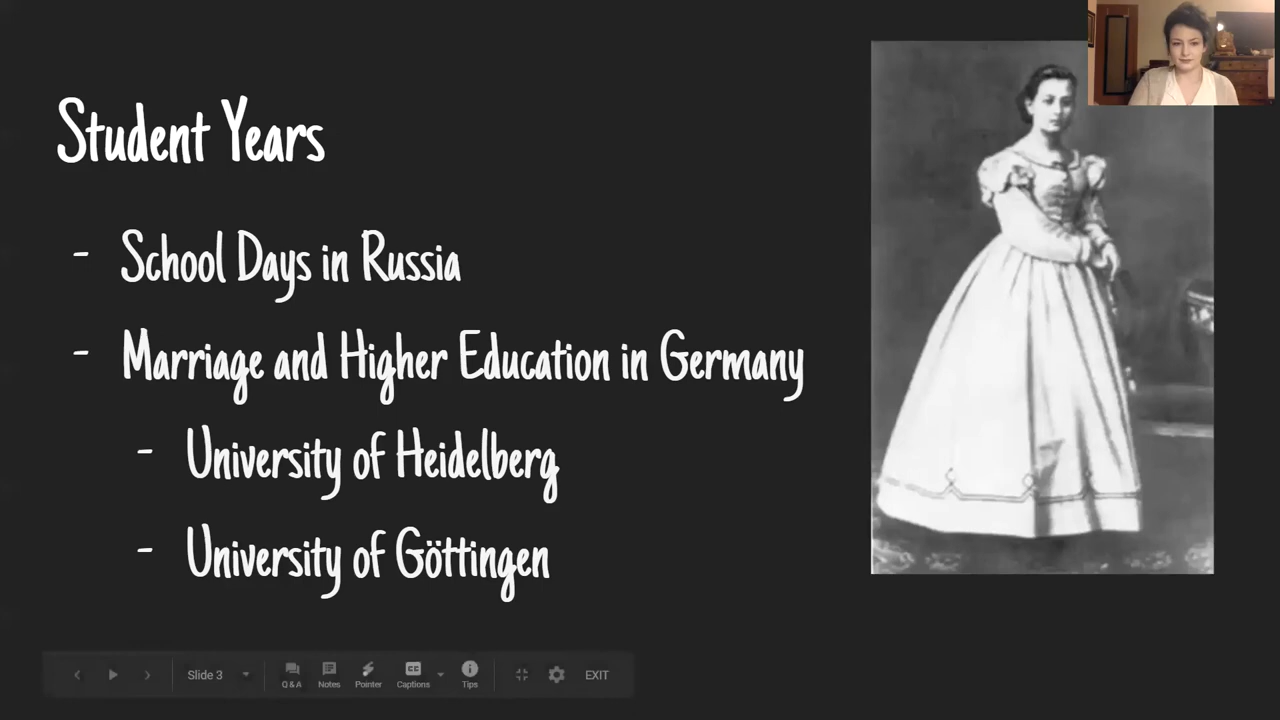 Student Years
- School Days in Russia
- Marriage and Higher Education in Germany
- University of Heidelberg
- University of Göttingen
Slide 3
Q & A Notes Pointer CC Captions Tips EXIT